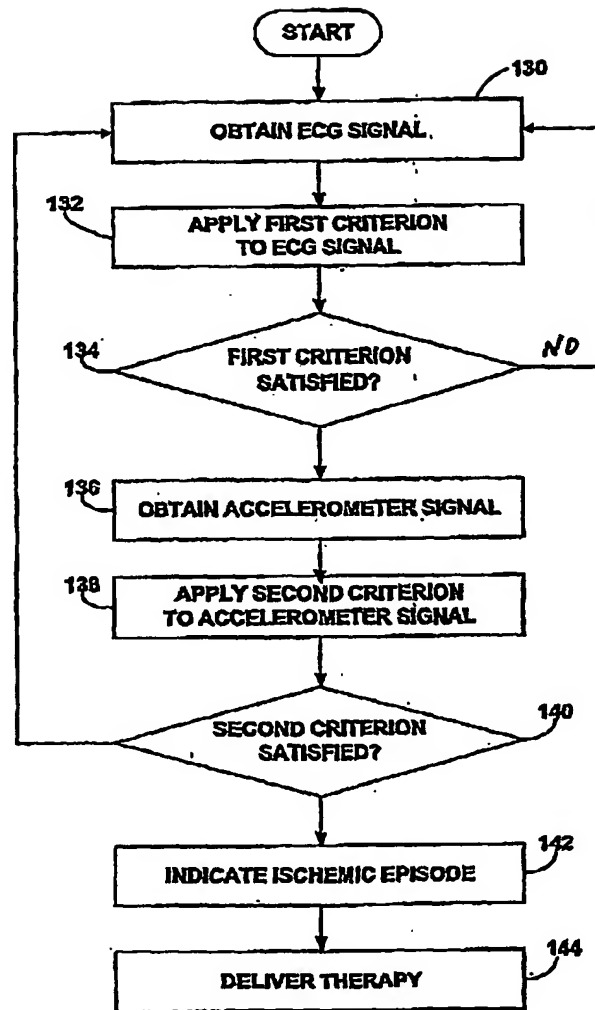 START
130
OBTAIN ECG SIGNAL
132
APPLY FIRST CRITERION
TO ECG SIGNAL
134
FIRST CRITERION
SATISFIED?
NO
136
OBTAIN ACCELEROMETER SIGNAL
138
APPLY SECOND CRITERION
TO ACCELEROMETER SIGNAL
140
SECOND CRITERION
SATISFIED?
142
INDICATE ISCHEMIC EPISODE
144
DELIVER THERAPY